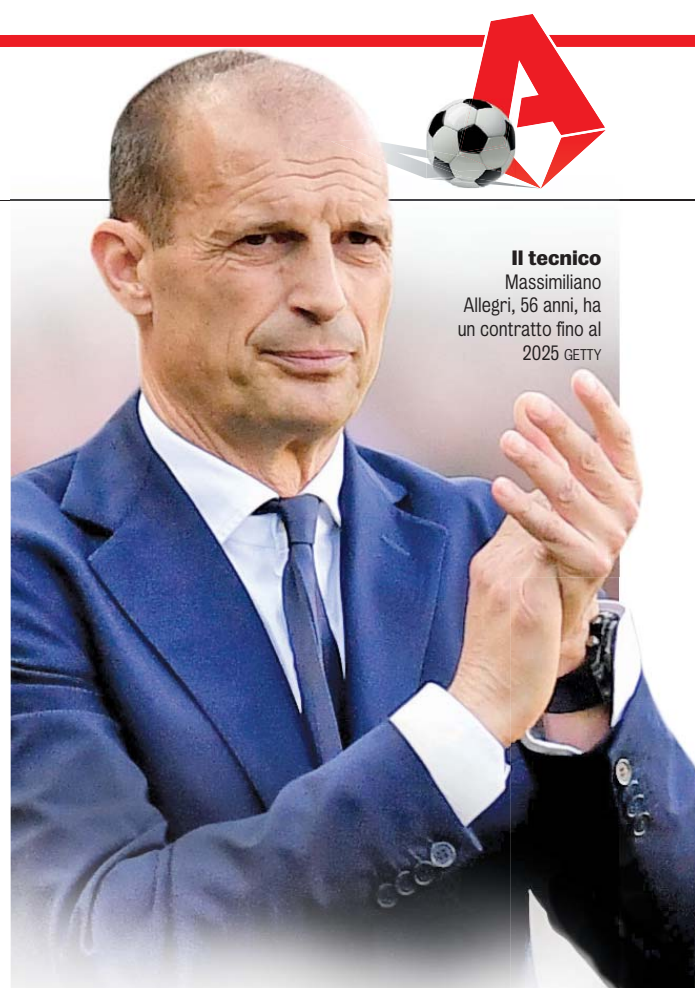 A
Il tecnico
Massimiliano
Allegri, 56 anni, ha
un contratto fino al
2025 GETTY